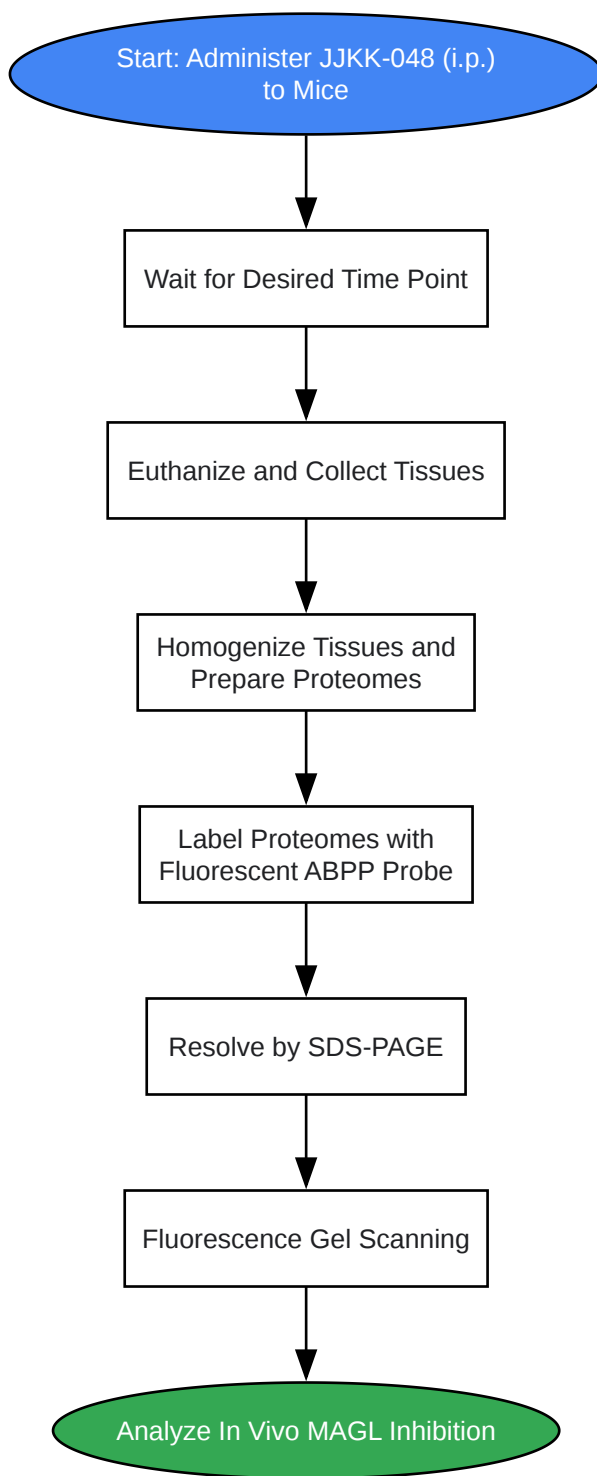 Start: Administer JJKK-048 (i.p.)
to Mice
Wait for Desired Time Point
Euthanize and Collect Tissues
Homogenize Tissues and
Prepare Proteomes
Label Proteomes with
Fluorescent ABPP Probe
Resolve by SDS-PAGE
Fluorescence Gel Scanning
Analyze In Vivo MAGL Inhibition